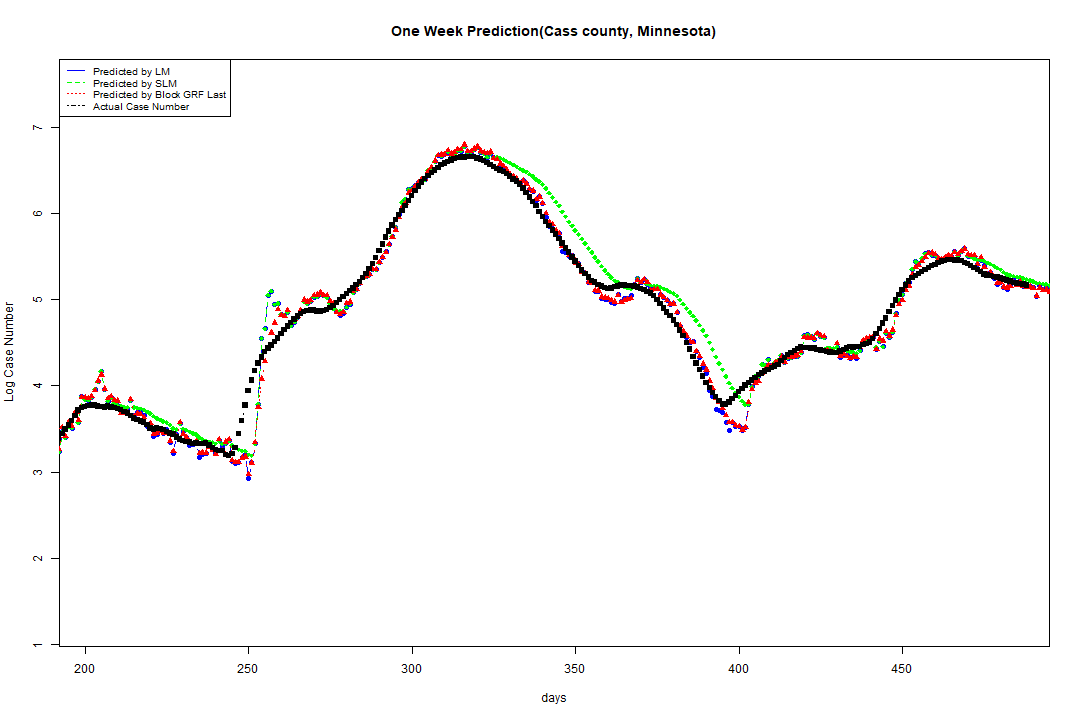 One Week Prediction(Cass county, Minnesota)
Predicted by LM
Predicted by SLM
Predicted by Block GRF Last
Actual Case Number
7
6
5
4
3
2
1
Log Case Number
200 250 300 350 400 450
days